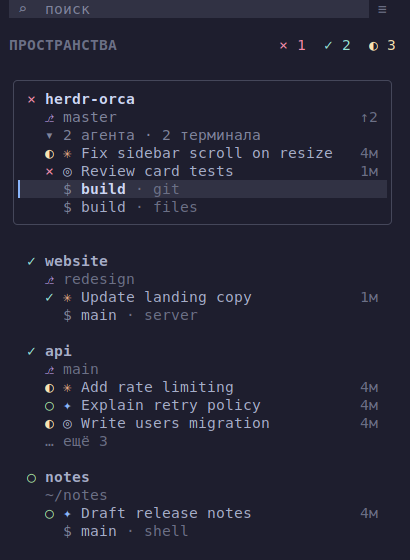 ⌕ поиск ≡
ПРОСТРАНСТВА × 1 ✓ 2 ◐ 3
× herdr-orca
⎇ master ↑2
▾ 2 агента · 2 терминала
◐ ✳ Fix sidebar scroll on resize 4м
× ◎ Review card tests 1м
$ build · git
$ build · files
✓ website
⎇ redesign
✓ ✳ Update landing copy 1м
$ main · server
✓ api
⎇ main
◐ ✳ Add rate limiting 4м
○ ✦ Explain retry policy 4м
◐ ◎ Write users migration 4м
… ещё 3
○ notes
~/notes
○ ✦ Draft release notes 4м
$ main · shell